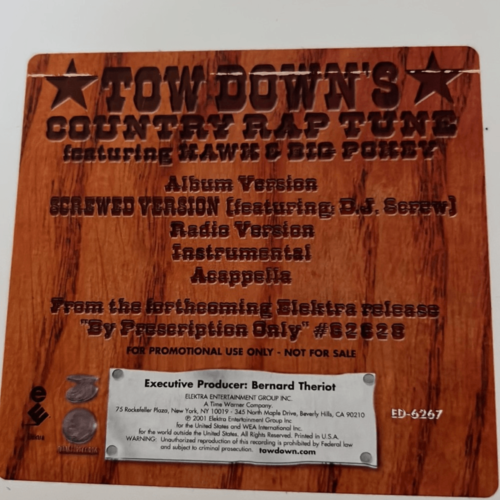 TOW DOWN'S
COUNTRY RAP TUNE
featuring HAWK & BIG POKEY
Album Version
SCREWED VERSION (featuring: D.J. Screw)
Radio Version
Instrumental
Acappella
From the forthcoming Elektra release
"By Prescription Only" #62628
FOR PROMOTIONAL USE ONLY - NOT FOR SALE
Executive Producer: Bernard Theriot
ELEKTRA ENTERTAINMENT GROUP INC.
A Time Warner Company.
75 Rockefeller Plaza, New York, NY 10019 · 345 North Maple Drive, Beverly Hills, CA 90210
℗ 2001 Elektra Entertainment Group Inc.
for the United States and WEA International Inc.
for the world outside the United States. All Rights Reserved. Printed in U.S.A.
WARNING: Unauthorized reproduction of this recording is prohibited by Federal law
and subject to criminal prosecution. towdown.com
ED-6267